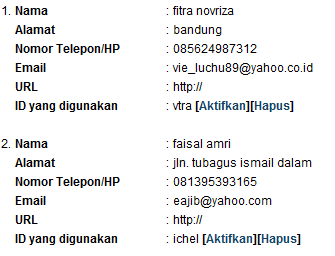 1. Nama : fitra novriza
Alamat : bandung
Nomor Telepon/HP : 085624987312
Email : vie_luchu89@yahoo.co.id
URL : http://
ID yang digunakan : vtra [Aktifkan][Hapus]
2. Nama : faisal amri
Alamat : jln. tubagus ismail dalam
Nomor Telepon/HP : 081395393165
Email : eajib@yahoo.com
URL : http://
ID yang digunakan : ichel [Aktifkan][Hapus]